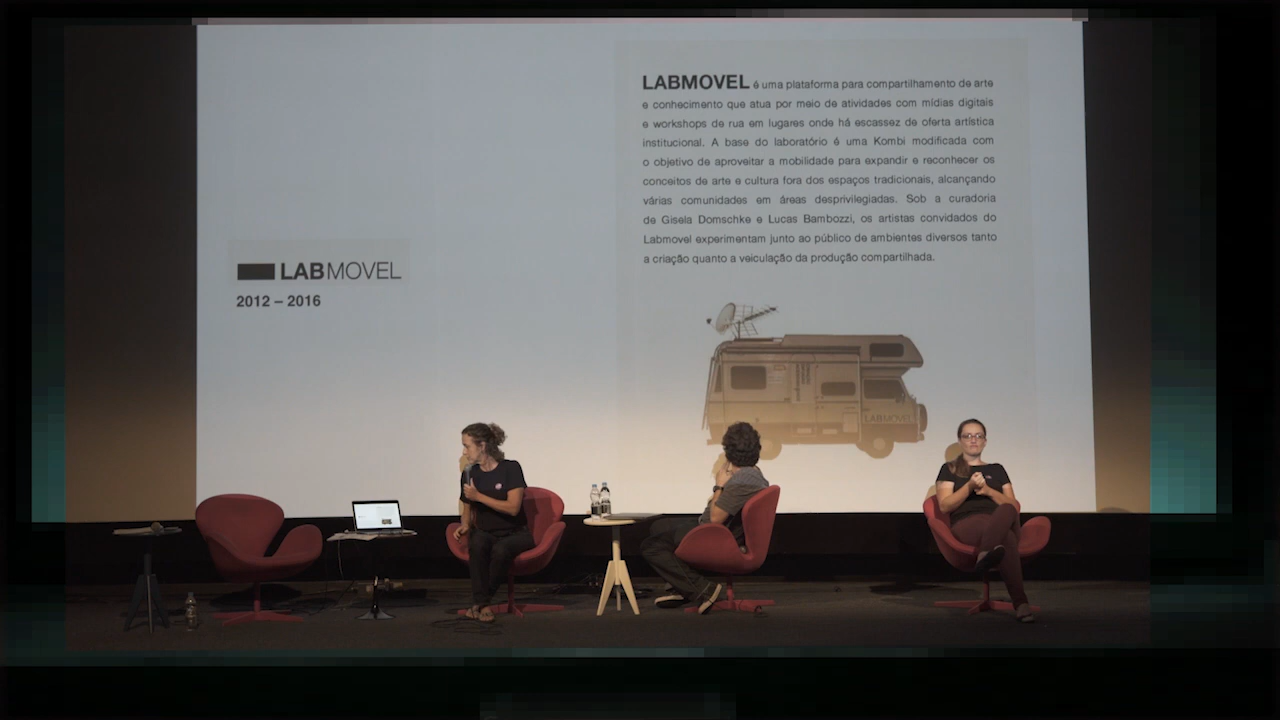 LABMOVEL
2012 – 2016
LABMOVEL é uma plataforma para compartilhamento de arte
e conhecimento que atua por meio de atividades com mídias digitais
e workshops de rua em lugares onde há escassez de oferta artística
institucional. A base do laboratório é uma Kombi modificada com
o objetivo de aproveitar a mobilidade para expandir e reconhecer os
conceitos de arte e cultura fora dos espaços tradicionais, alcançando
várias comunidades em áreas desprivilegiadas. Sob a curadoria
de Gisela Domschke e Lucas Bambozzi, os artistas convidados do
Labmovel experimentam junto ao público de ambientes diversos tanto
a criação quanto a veiculação da produção compartilhada.
LABMOVEL